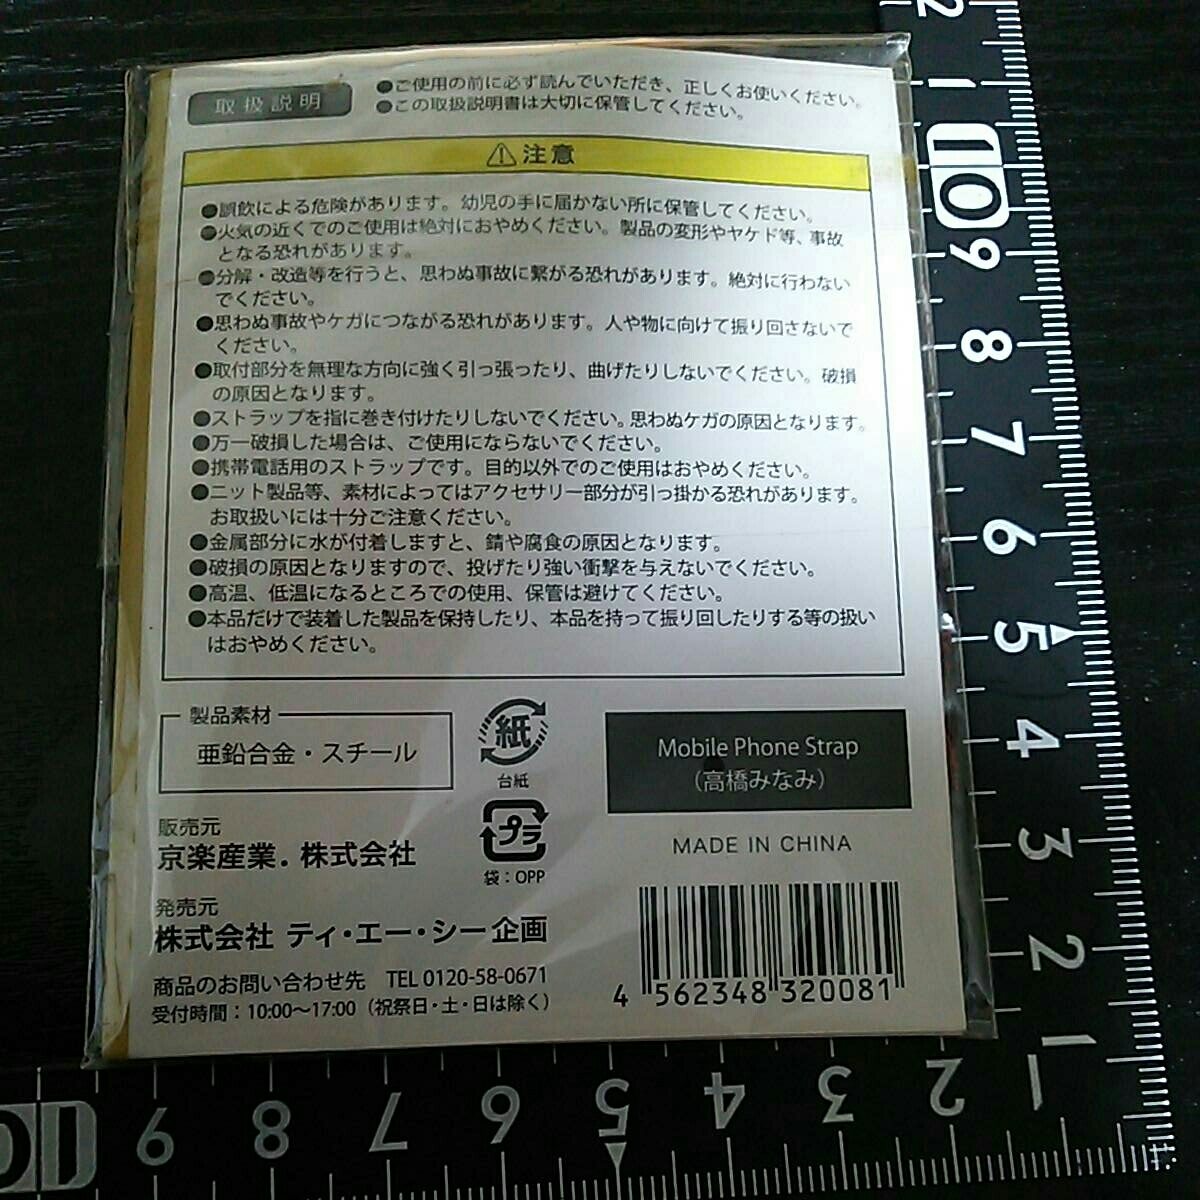 取扱説明
●ご使用の前に必ず読んでいただき、正しくお使いください。
●この取扱説明書は大切に保管してください。
注意
●誤飲による危険があります。幼児の手に届かない所に保管してください。
●火気の近くでのご使用は絶対におやめください。製品の変形やヤケド等、事故
となる恐れがあります。
●分解・改造等を行うと、思わぬ事故に繋がる恐れがあります。絶対に行わない
でください。
●思わぬ事故やケガにつながる恐れがあります。人や物に向けて振り回さないで
ください。
●取付部分を無理な方向に強く引っ張ったり、曲げたりしないでください。破損
の原因となります。
●ストラップを指に巻き付けたりしないでください。思わぬケガの原因となります。
●万一破損した場合は、ご使用にならないでください。
●携帯電話用のストラップです。目的以外でのご使用はおやめください。
●ニット製品等、素材によってはアクセサリー部分が引っ掛かる恐れがあります。
お取扱いには十分ご注意ください。
●金属部分に水が付着しますと、錆や腐食の原因となります。
●破損の原因となりますので、投げたり強い衝撃を与えないでください。
●高温、低温になるところでの使用、保管は避けてください。
●本品だけで装着した製品を保持したり、本品を持って振り回したりする等の扱い
はおやめください。
製品素材
亜鉛合金・スチール
紙
台紙
プラ
袋：OPP
Mobile Phone Strap
（高橋みなみ）
MADE IN CHINA
販売元
京楽産業．株式会社
発売元
株式会社 ティ・エー・シー企画
商品のお問い合わせ先 TEL 0120-58-0671
受付時間：10:00～17:00（祝祭日・土・日は除く）
4 562348 320081
2
1
10
9
8
7
6
5
4
3
2
1
10
9
8
7
6
5
4
3
2
1